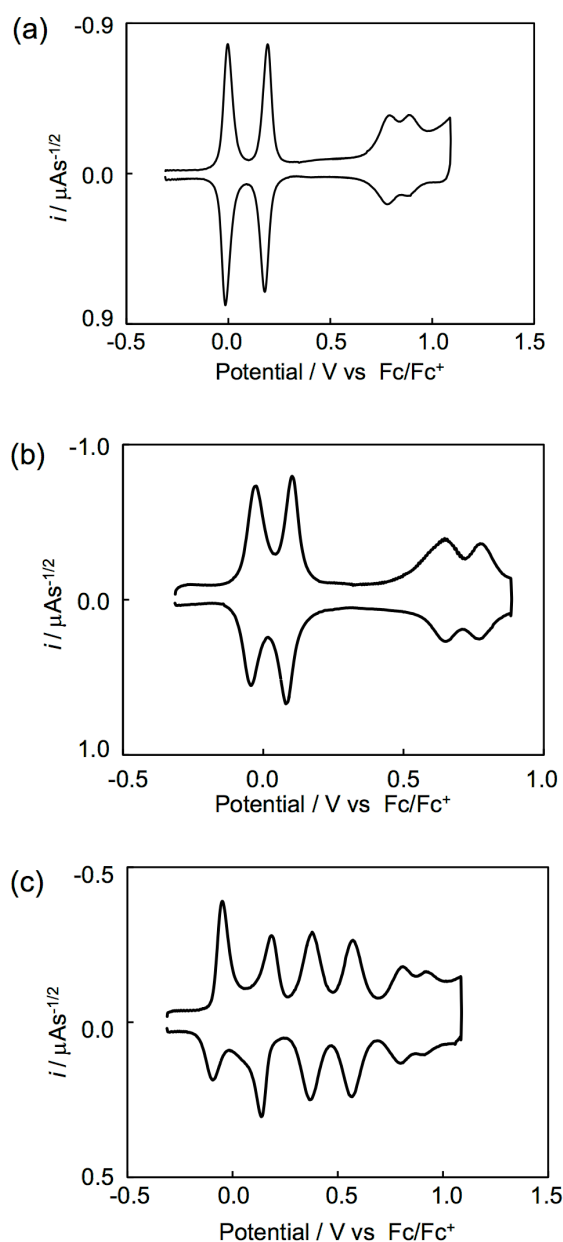 (a)
-0.9
0.0
0.9
i / μAs-1/2
-0.5 0.0 0.5 1.0 1.5
Potential / V vs Fc/Fc+
(b)
-1.0
0.0
1.0
i / μAs-1/2
-0.5 0.0 0.5 1.0
Potential / V vs Fc/Fc+
(c)
-0.5
0.0
0.5
i / μAs-1/2
0.0 0.5 1.0 1.5
Potential / V vs Fc/Fc+